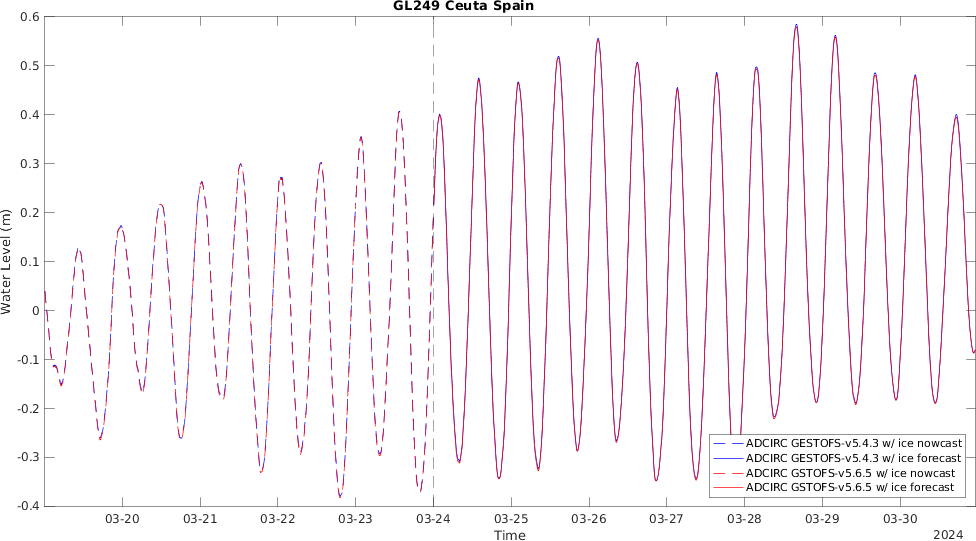 GL249 Ceuta Spain
0.6
0.5
0.4
0.3
0.2
0.1
0
-0.1
-0.2
-0.3
-0.4
Water Level (m)
ADCIRC GESTOFS-v5.4.3 w/ ice nowcast
ADCIRC GESTOFS-v5.4.3 w/ ice forecast
ADCIRC GSTOFS-v5.6.5 w/ ice nowcast
ADCIRC GSTOFS-v5.6.5 w/ ice forecast
03-20 03-21 03-22 03-23 03-24 03-25 03-26 03-27 03-28 03-29 03-30
Time
2024